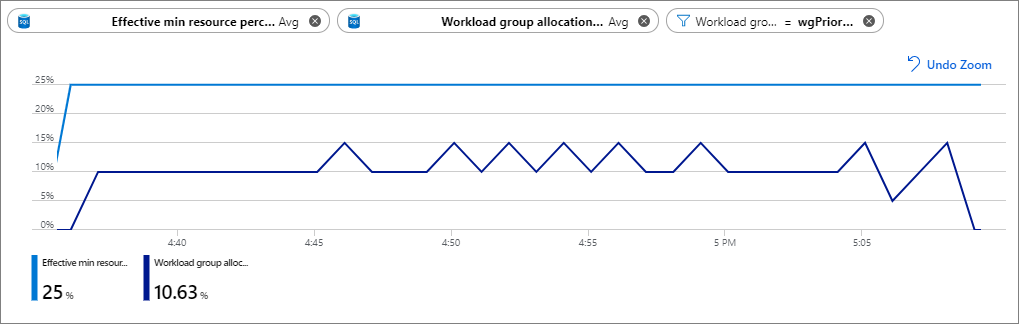 SQL Effective min resource perc... Avg SQL Workload group allocation... Avg Workload gro... = wgPrior...
Undo Zoom
25%
20%
15%
10%
5%
0%
4:40 4:45 4:50 4:55 5 PM 5:05
Effective min resour... Workload group alloc...
25 % 10.63 %